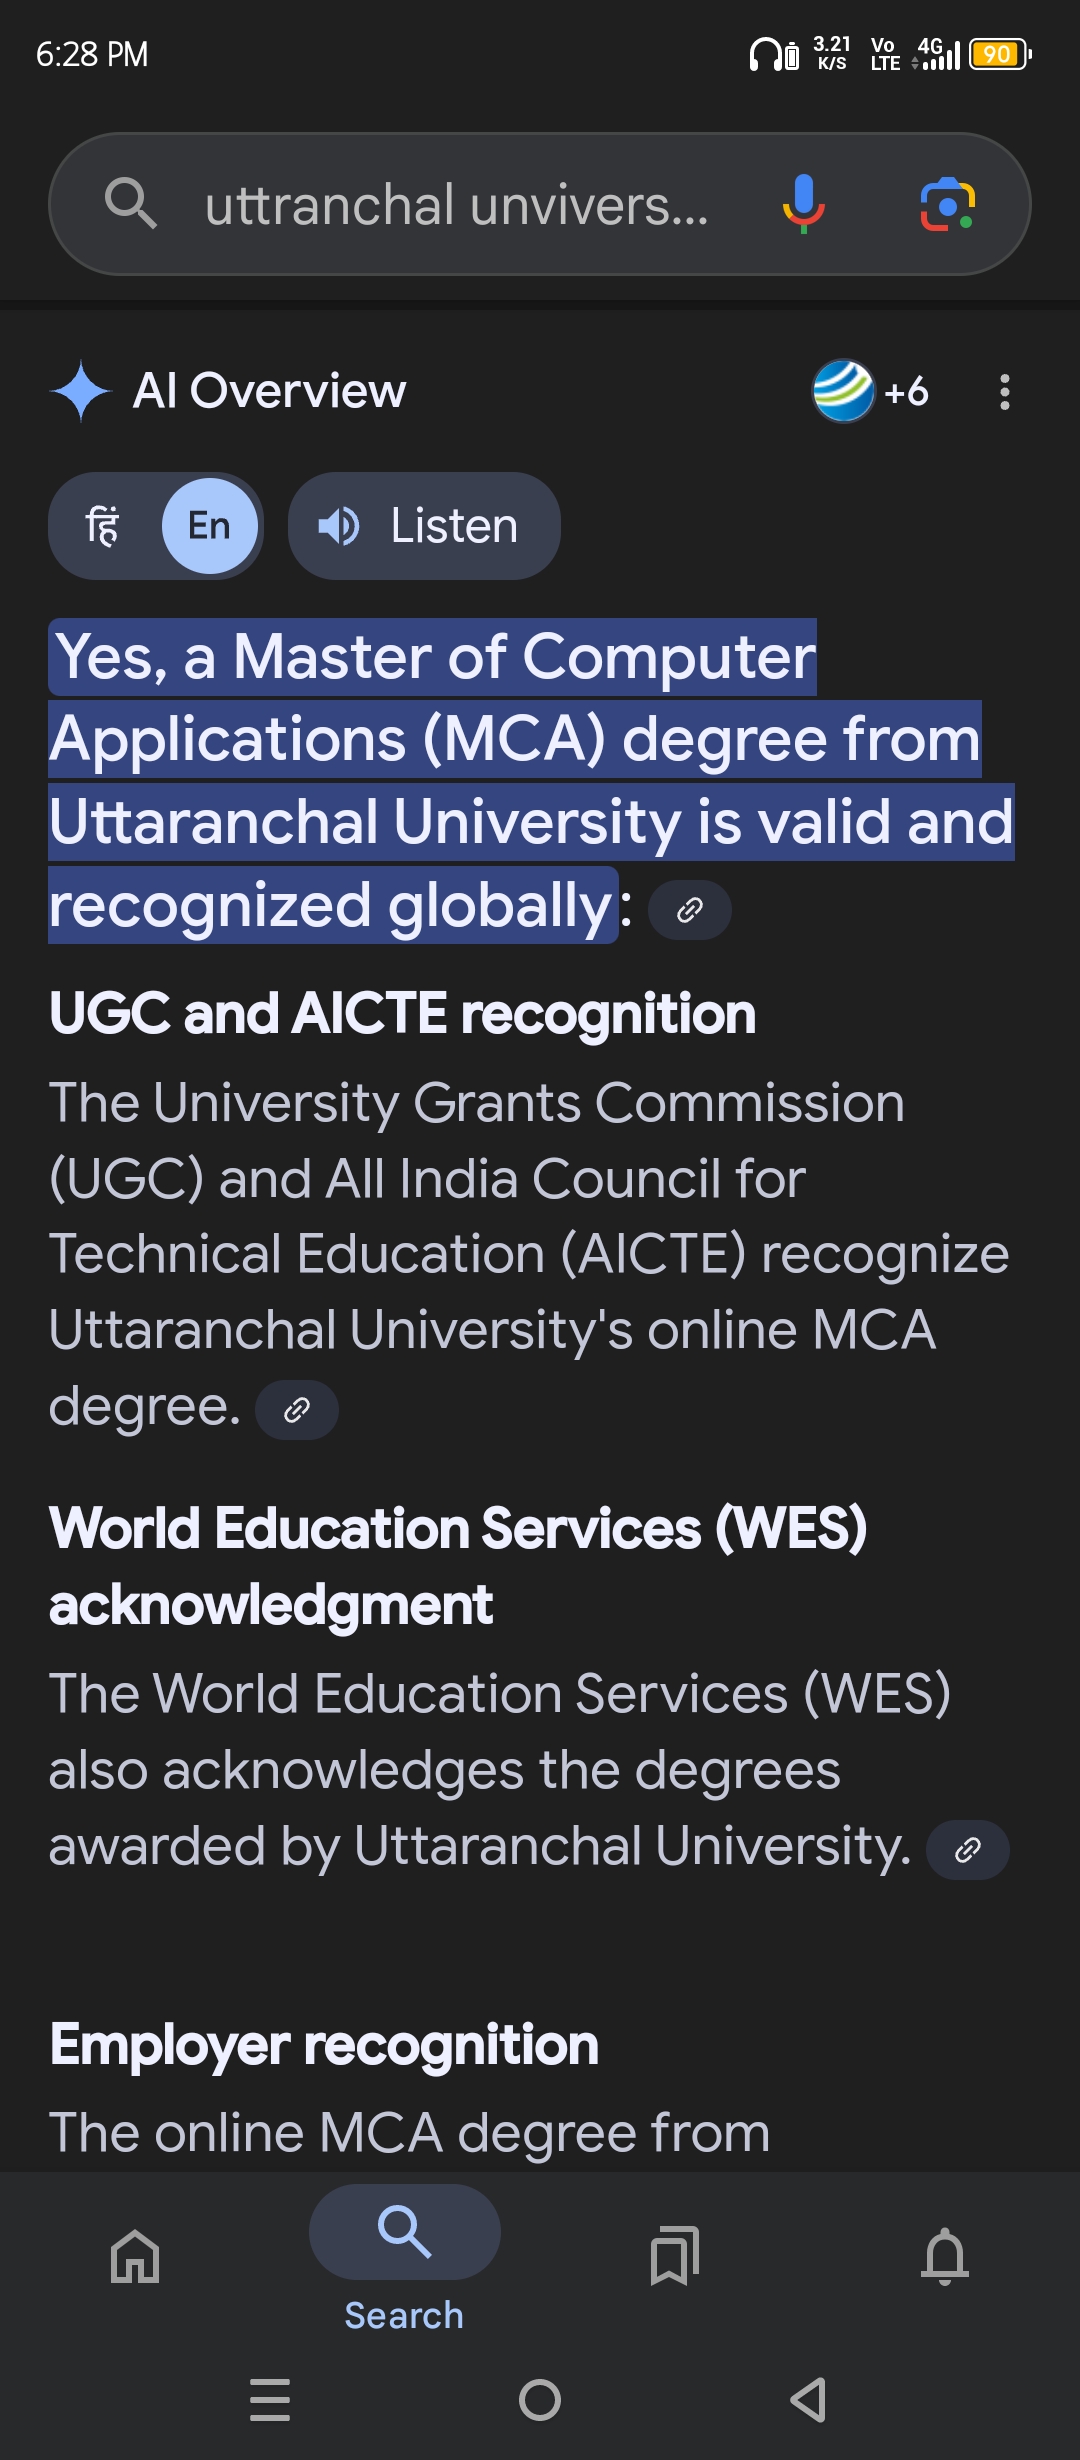 6:28 PM
3.21
K/S
Vo
LTE
4G
90
uttranchal unvivers...
AI Overview
+6
हिं
En
Listen
Yes, a Master of Computer
Applications (MCA) degree from
Uttaranchal University is valid and
recognized globally:
UGC and AICTE recognition
The University Grants Commission
(UGC) and All India Council for
Technical Education (AICTE) recognize
Uttaranchal University's online MCA
degree.
World Education Services (WES)
acknowledgment
The World Education Services (WES)
also acknowledges the degrees
awarded by Uttaranchal University.
Employer recognition
The online MCA degree from
Search